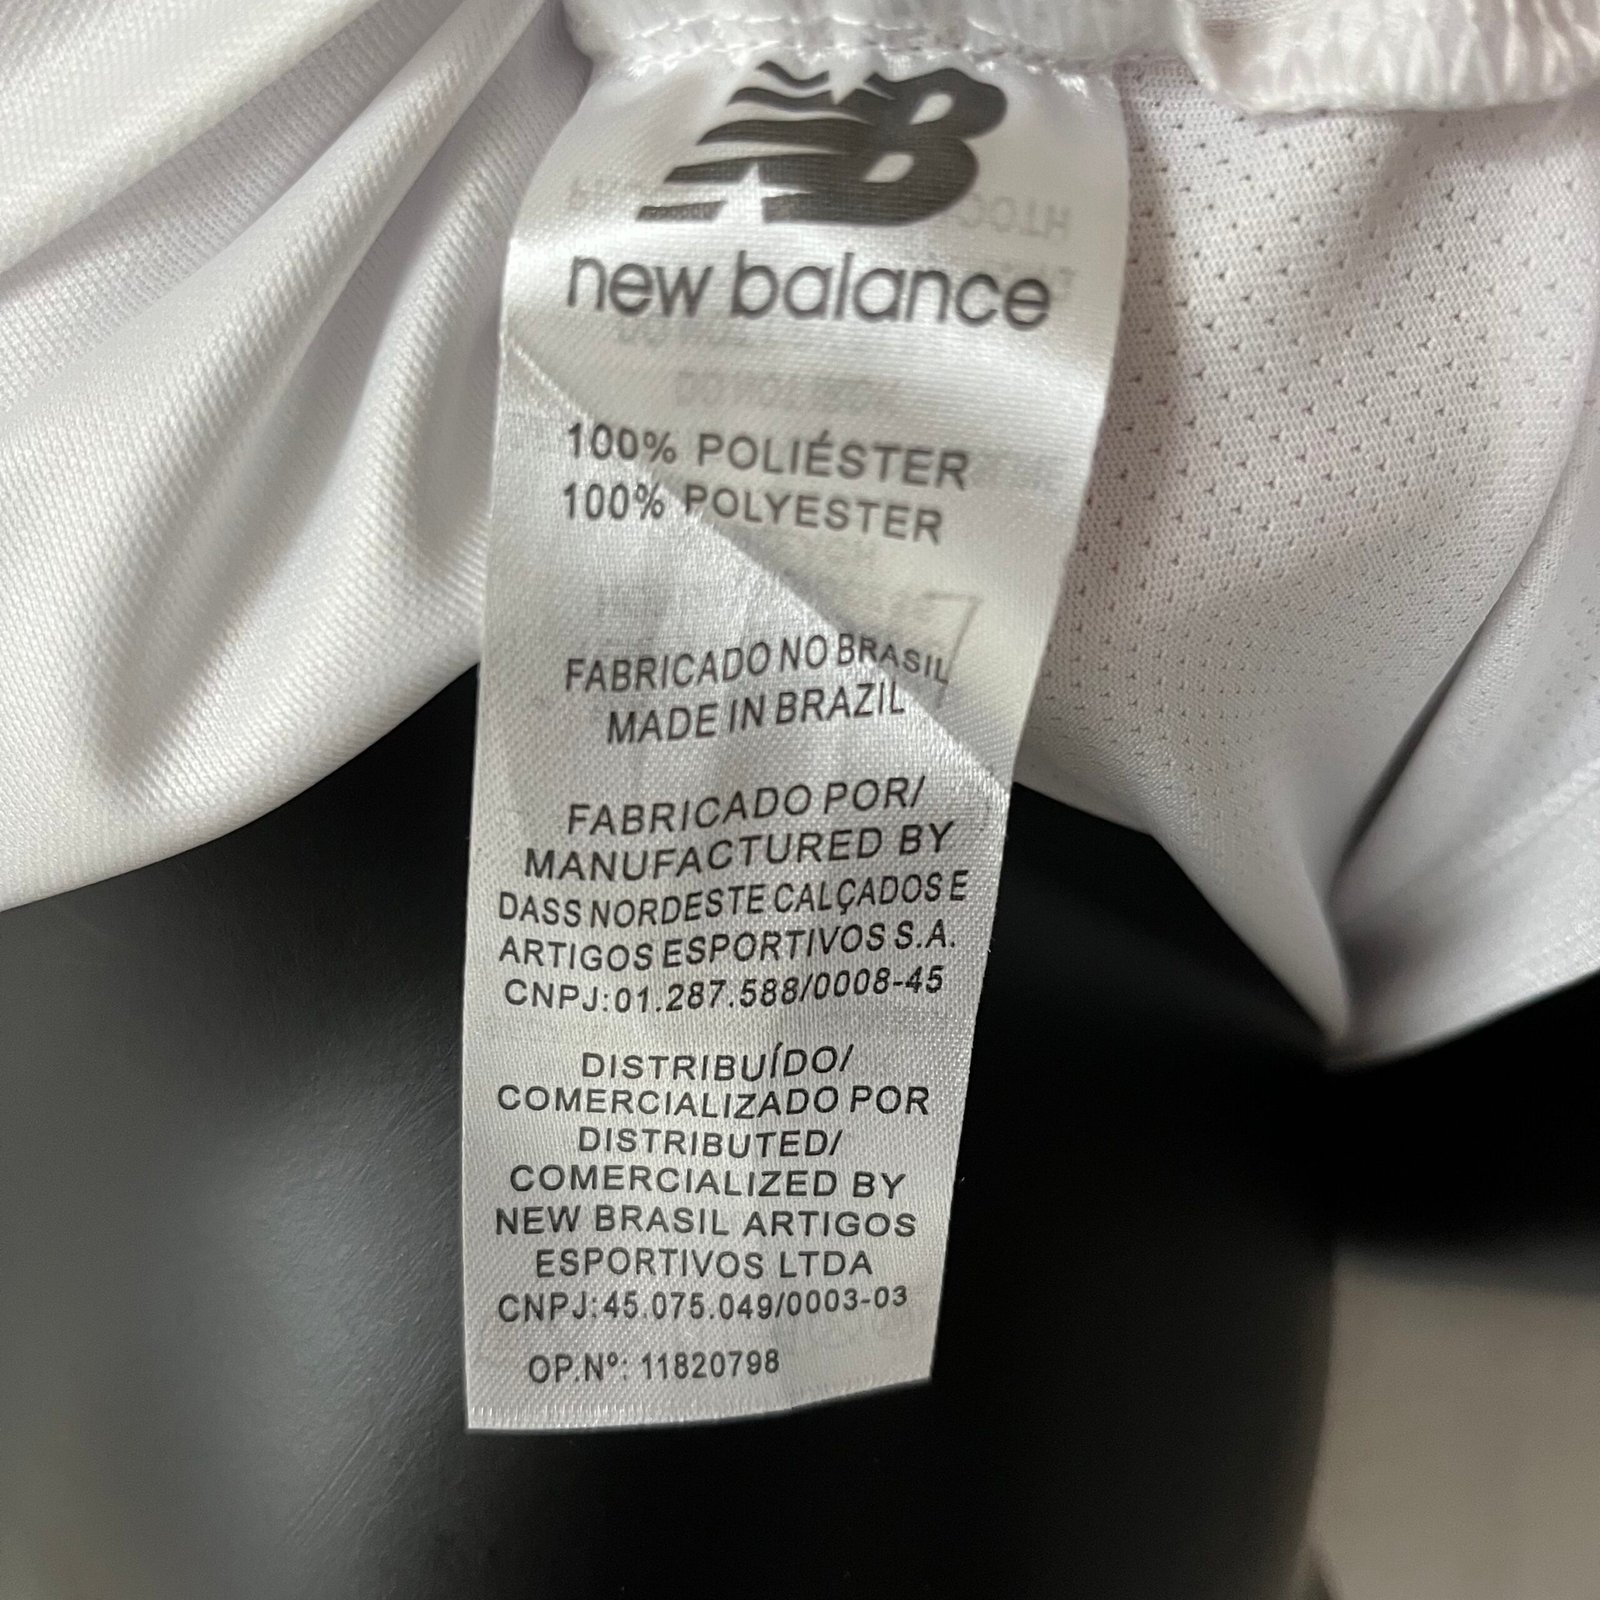 NB
new balance
100% POLIÉSTER
100% POLYESTER
FABRICADO NO BRASIL
MADE IN BRAZIL
FABRICADO POR/
MANUFACTURED BY
DASS NORDESTE CALÇADOS E
ARTIGOS ESPORTIVOS S.A.
CNPJ:01.287.588/0008-45
DISTRIBUÍDO/
COMERCIALIZADO POR
DISTRIBUTED/
COMERCIALIZED BY
NEW BRASIL ARTIGOS
ESPORTIVOS LTDA
CNPJ:45.075.049/0003-03
OP.Nº: 11820798